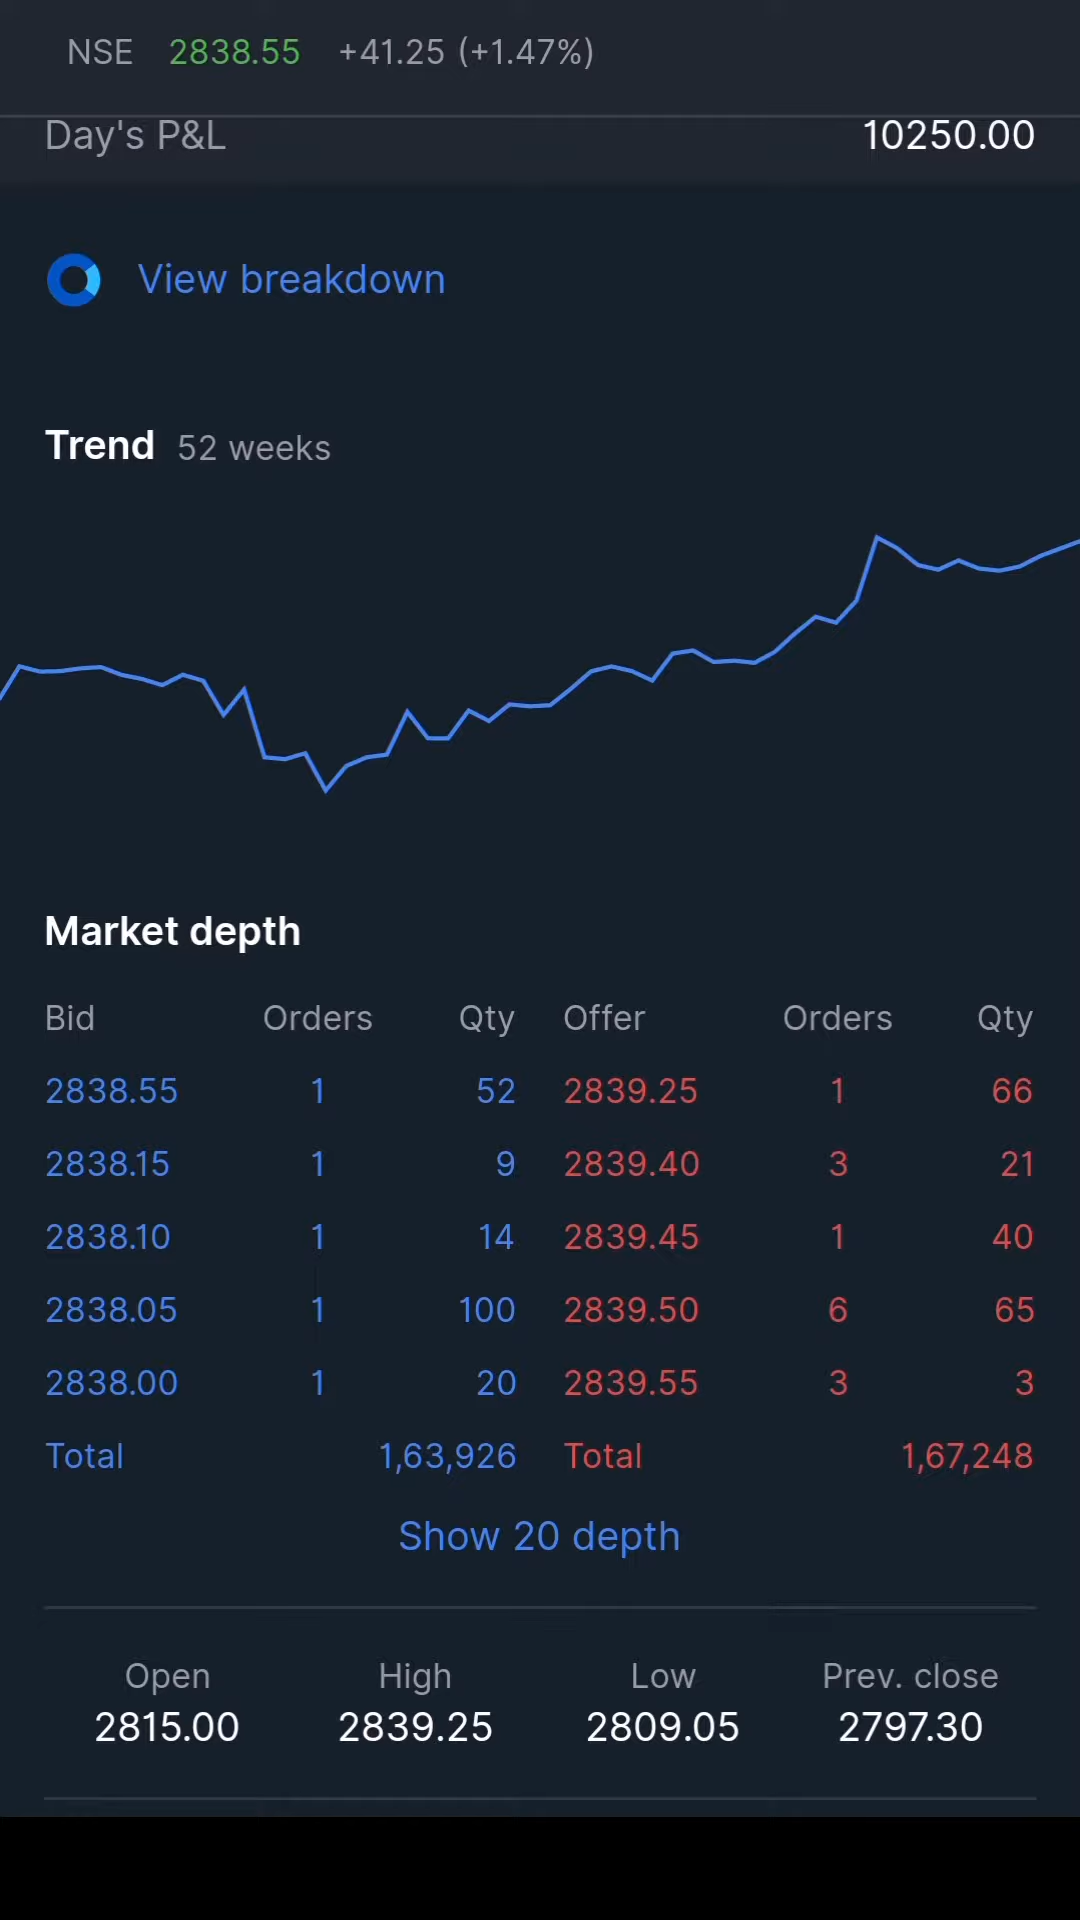 NSE 2838.55 +41.25 (+1.47%)
Day's P&L 10250.00
View breakdown
Trend 52 weeks
Market depth
Bid Orders Qty Offer Orders Qty
2838.55 1 52 2839.25 1 66
2838.15 1 9 2839.40 3 21
2838.10 1 14 2839.45 1 40
2838.05 1 100 2839.50 6 65
2838.00 1 20 2839.55 3 3
Total 1,63,926 Total 1,67,248
Show 20 depth
Open High Low Prev. close
2815.00 2839.25 2809.05 2797.30